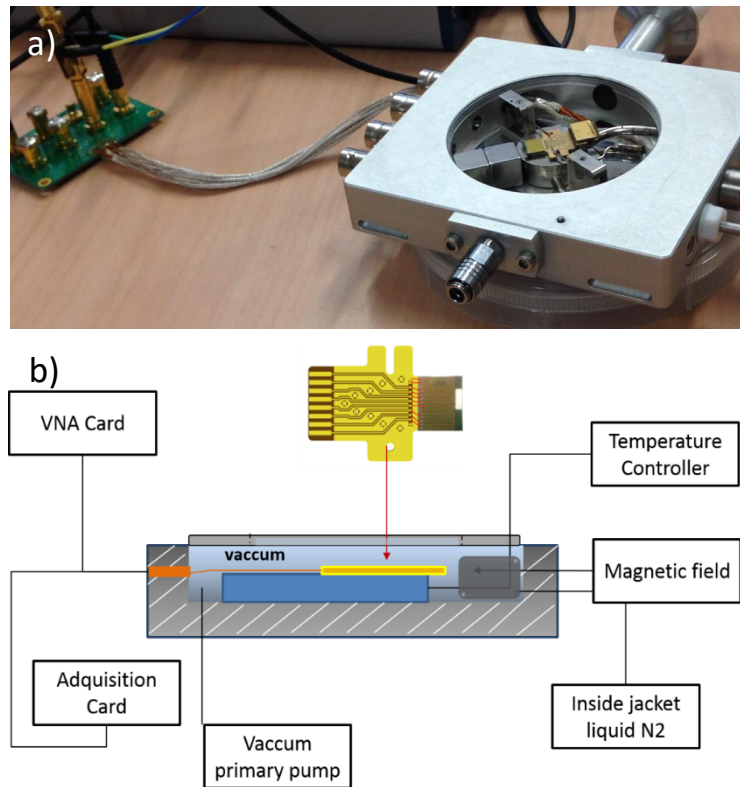 a)
b)
VNA Card
Temperature
Controller
vaccum
Magnetic field
Adquisition
Card
Inside jacket
liquid N2
Vaccum
primary pump